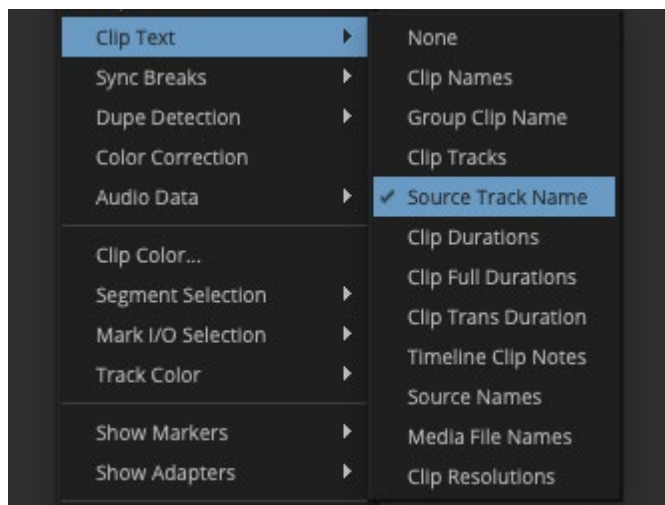 Clip Text
Sync Breaks
Dupe Detection
Color Correction
Audio Data
Clip Color...
Segment Selection
Mark I/O Selection
Track Color
Show Markers
Show Adapters
None
Clip Names
Group Clip Name
Clip Tracks
Source Track Name
Clip Durations
Clip Full Durations
Clip Trans Duration
Timeline Clip Notes
Source Names
Media File Names
Clip Resolutions